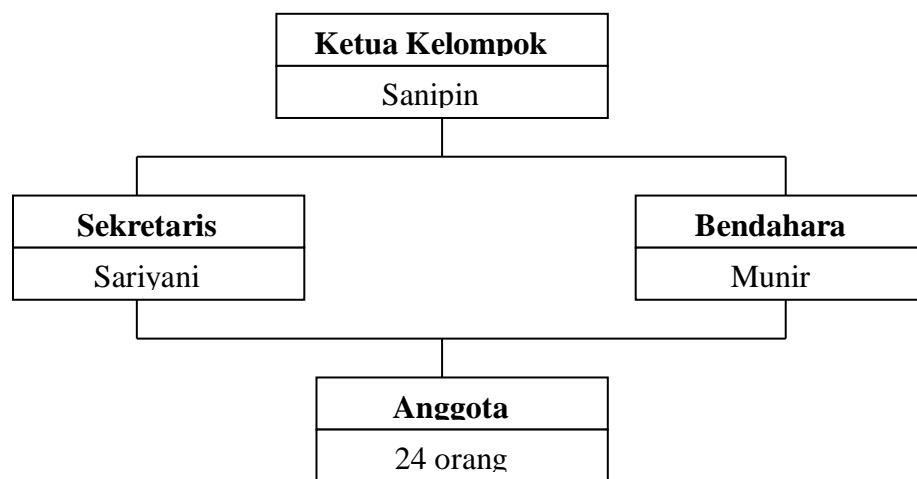 Ketua Kelompok
Sanipin
Sekretaris
Sariyani
Bendahara
Munir
Anggota
24 orang